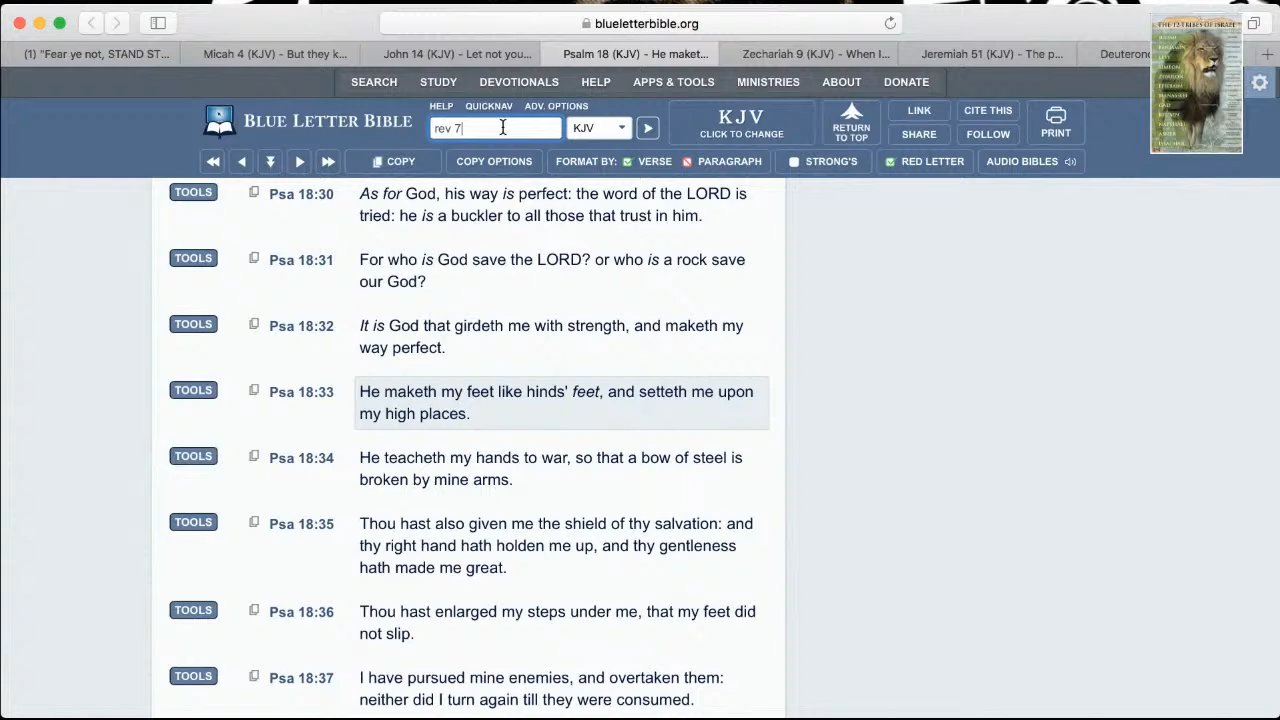 blueletterbible.org
(1) "Fear ye not, STAND ST...
Micah 4 (KJV) - But they k...
John 14 (KJV) - Let not you...
Psalm 18 (KJV) - He maket...
Zechariah 9 (KJV) - When I...
Jeremiah 51 (KJV) - The p...
Deuterono
THE 12 TRIBES OF ISRAEL
SEARCH STUDY DEVOTIONALS HELP APPS & TOOLS MINISTRIES ABOUT DONATE
BLUE LETTER BIBLE
HELP QUICKNAV ADV. OPTIONS
rev 7
KJV
KJV
CLICK TO CHANGE
RETURN
TO TOP
LINK
CITE THIS
SHARE
FOLLOW
PRINT
COPY
COPY OPTIONS
FORMAT BY: VERSE PARAGRAPH
STRONG'S
RED LETTER
AUDIO BIBLES
TOOLS Psa 18:30 As for God, his way is perfect: the word of the LORD is
tried: he is a buckler to all those that trust in him.
TOOLS Psa 18:31 For who is God save the LORD? or who is a rock save
our God?
TOOLS Psa 18:32 It is God that girdeth me with strength, and maketh my
way perfect.
TOOLS Psa 18:33 He maketh my feet like hinds' feet, and setteth me upon
my high places.
TOOLS Psa 18:34 He teacheth my hands to war, so that a bow of steel is
broken by mine arms.
TOOLS Psa 18:35 Thou hast also given me the shield of thy salvation: and
thy right hand hath holden me up, and thy gentleness
hath made me great.
TOOLS Psa 18:36 Thou hast enlarged my steps under me, that my feet did
not slip.
TOOLS Psa 18:37 I have pursued mine enemies, and overtaken them:
neither did I turn again till they were consumed.